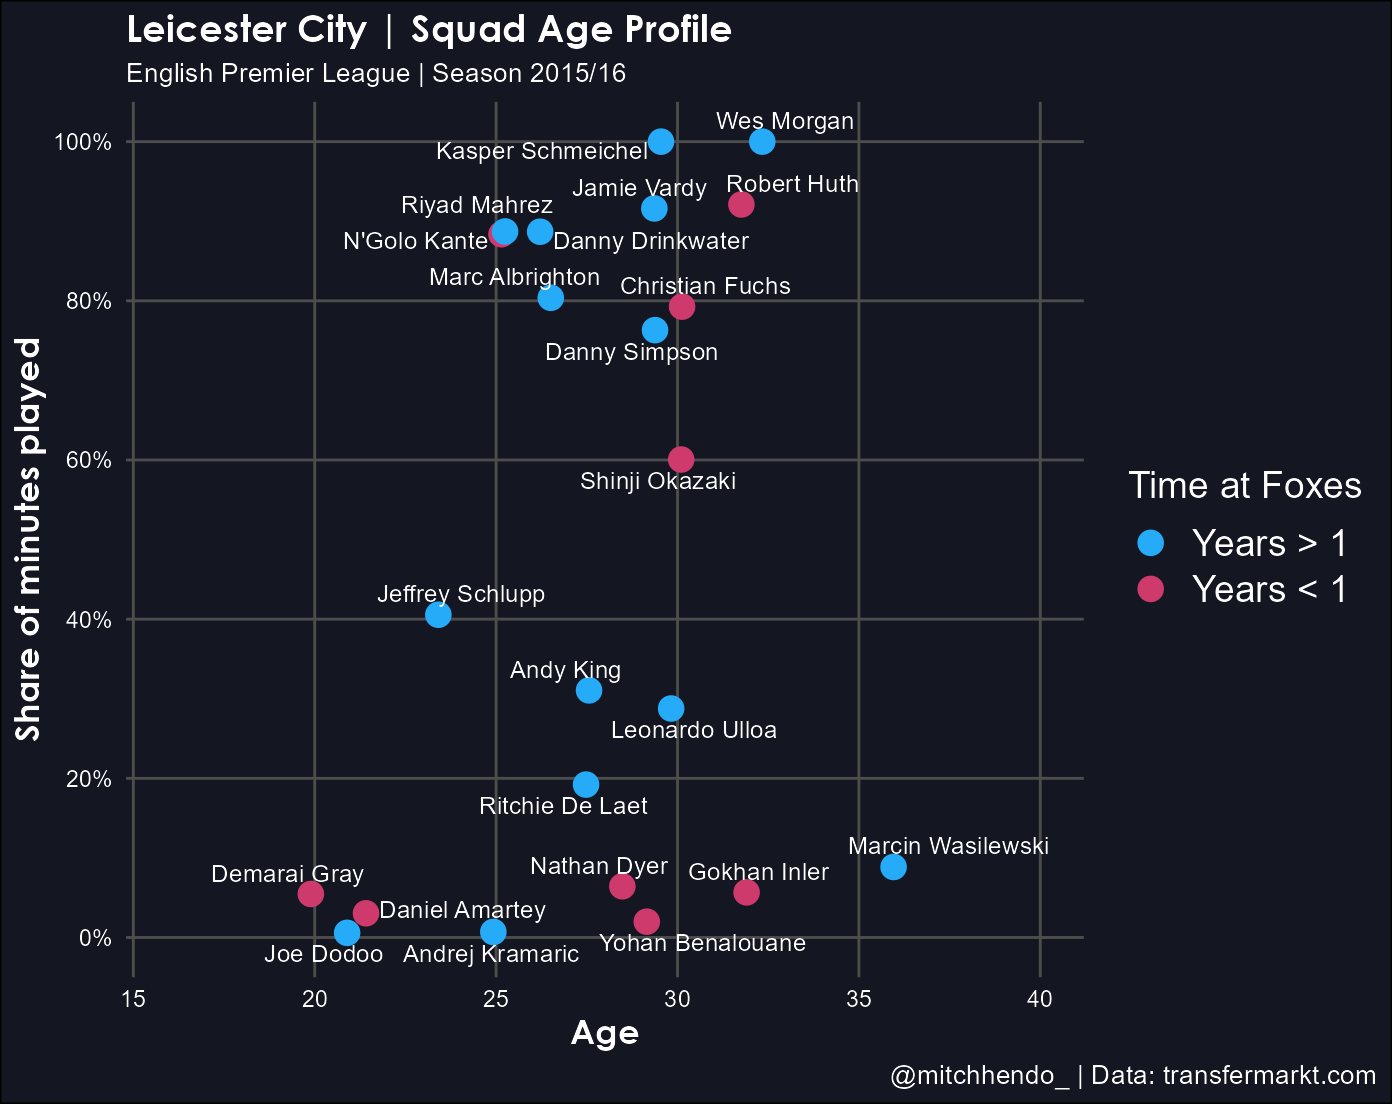 Leicester City | Squad Age Profile
English Premier League | Season 2015/16
Share of minutes played
100%
80%
60%
40%
20%
0%
Wes Morgan
Kasper Schmeichel
Robert Huth
Jamie Vardy
Riyad Mahrez
N'Golo Kante
Danny Drinkwater
Marc Albrighton
Christian Fuchs
Danny Simpson
Shinji Okazaki
Jeffrey Schlupp
Andy King
Leonardo Ulloa
Ritchie De Laet
Marcin Wasilewski
Nathan Dyer
Gokhan Inler
Demarai Gray
Daniel Amartey
Yohan Benalouane
Joe Dodoo
Andrej Kramaric
15 20 25 30 35 40
Age
Time at Foxes
Years > 1
Years < 1
@mitchhendo_ | Data: transfermarkt.com